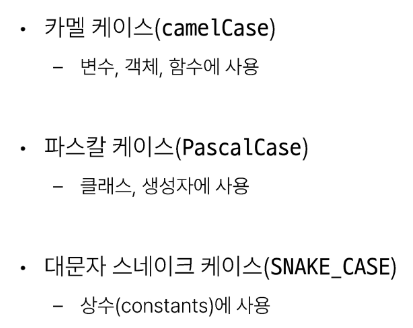 • 카멜 케이스(camelCase)
– 변수, 객체, 함수에 사용
• 파스칼 케이스(PascalCase)
– 클래스, 생성자에 사용
• 대문자 스네이크 케이스(SNAKE_CASE)
– 상수(constants)에 사용